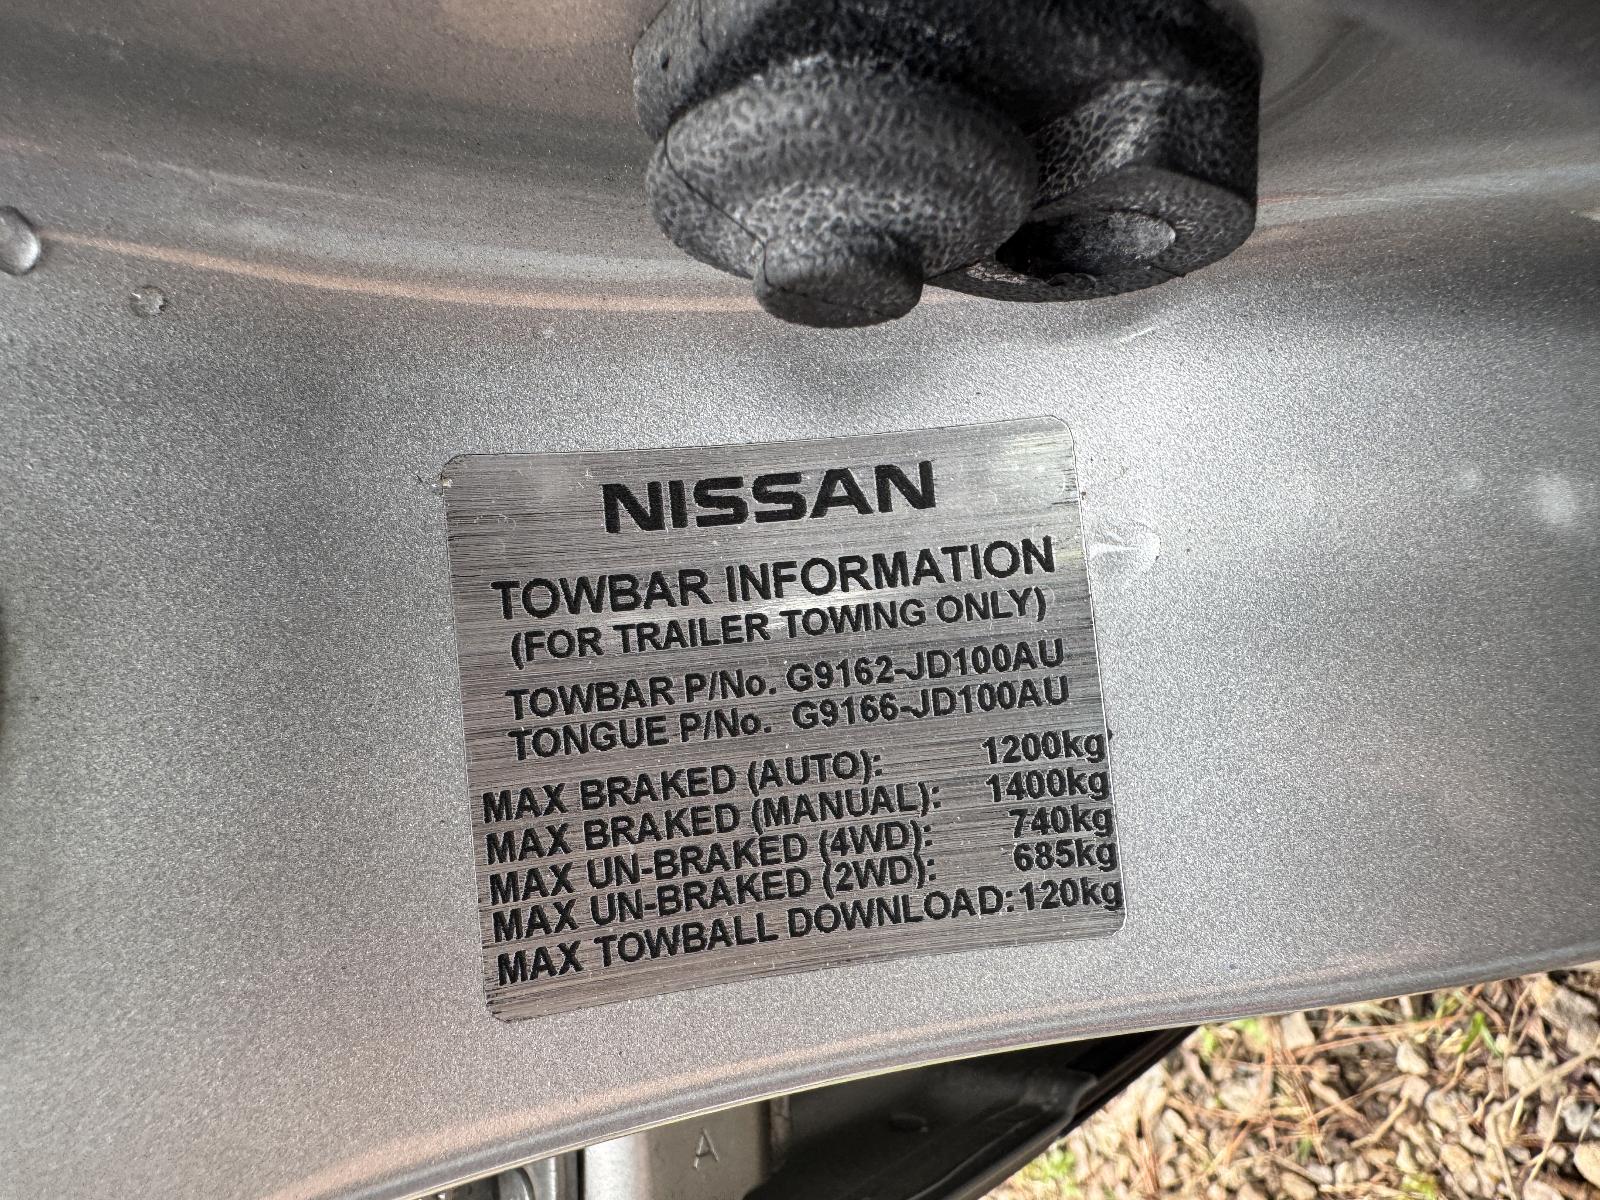 NISSAN
TOWBAR INFORMATION
(FOR TRAILER TOWING ONLY)
TOWBAR P/No. G9162-JD100AU
TONGUE P/No. G9166-JD100AU
MAX BRAKED (AUTO): 1200kg
MAX BRAKED (MANUAL): 1400kg
MAX UN-BRAKED (4WD): 740kg
MAX UN-BRAKED (2WD): 685kg
MAX TOWBALL DOWNLOAD: 120kg
A